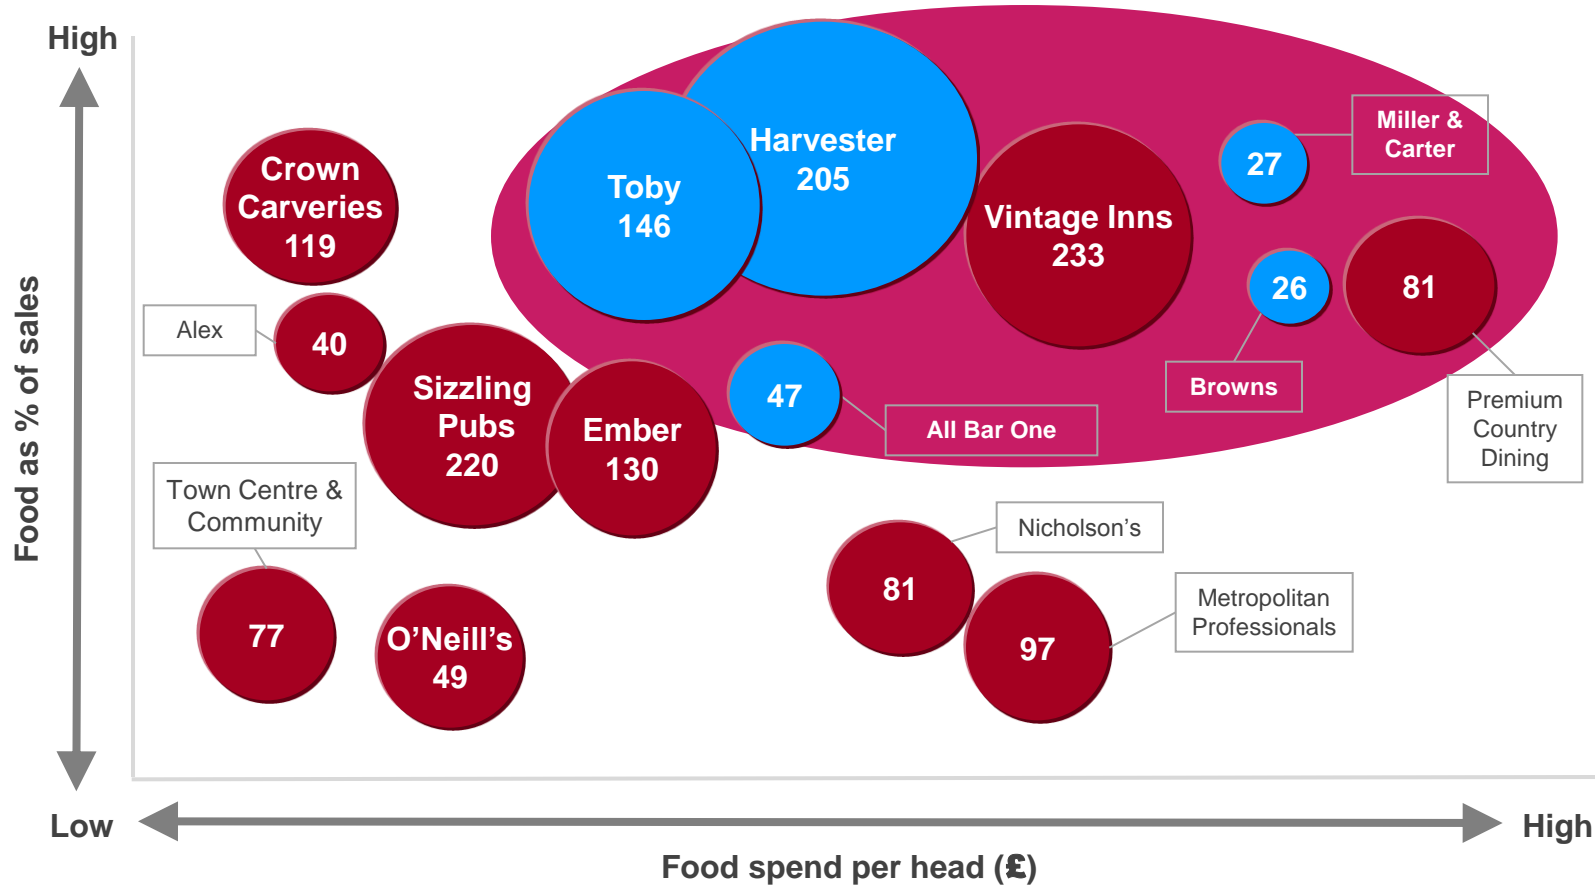 High
Food as % of sales
Low
High
Food spend per head (£)
Crown
Carveries
119
Alex
40
Town Centre &
Community
77
O’Neill’s
49
Sizzling
Pubs
220
Ember
130
Toby
146
Harvester
205
Vintage Inns
233
47
All Bar One
27
Miller &
Carter
26
Browns
81
Premium
Country
Dining
81
Nicholson’s
97
Metropolitan
Professionals